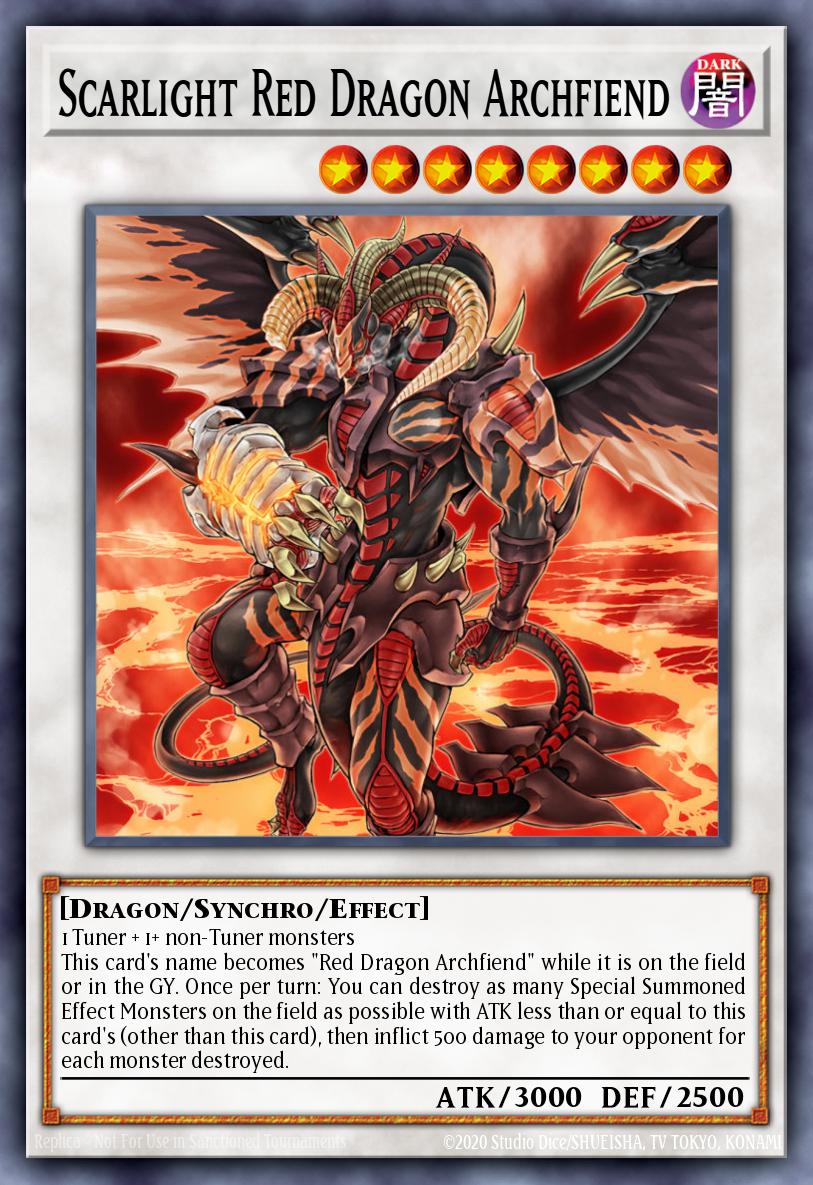 Scarlight Red Dragon Archfiend
DARK
闇
[Dragon/Synchro/Effect]
1 Tuner + 1+ non-Tuner monsters
This card's name becomes "Red Dragon Archfiend" while it is on the field
or in the GY. Once per turn: You can destroy as many Special Summoned
Effect Monsters on the field as possible with ATK less than or equal to this
card's (other than this card), then inflict 500 damage to your opponent for
each monster destroyed.
ATK/3000 DEF/2500
Replica - Not For Use in Sanctioned Tournaments
©2020 Studio Dice/SHUEISHA, TV TOKYO, KONAMI